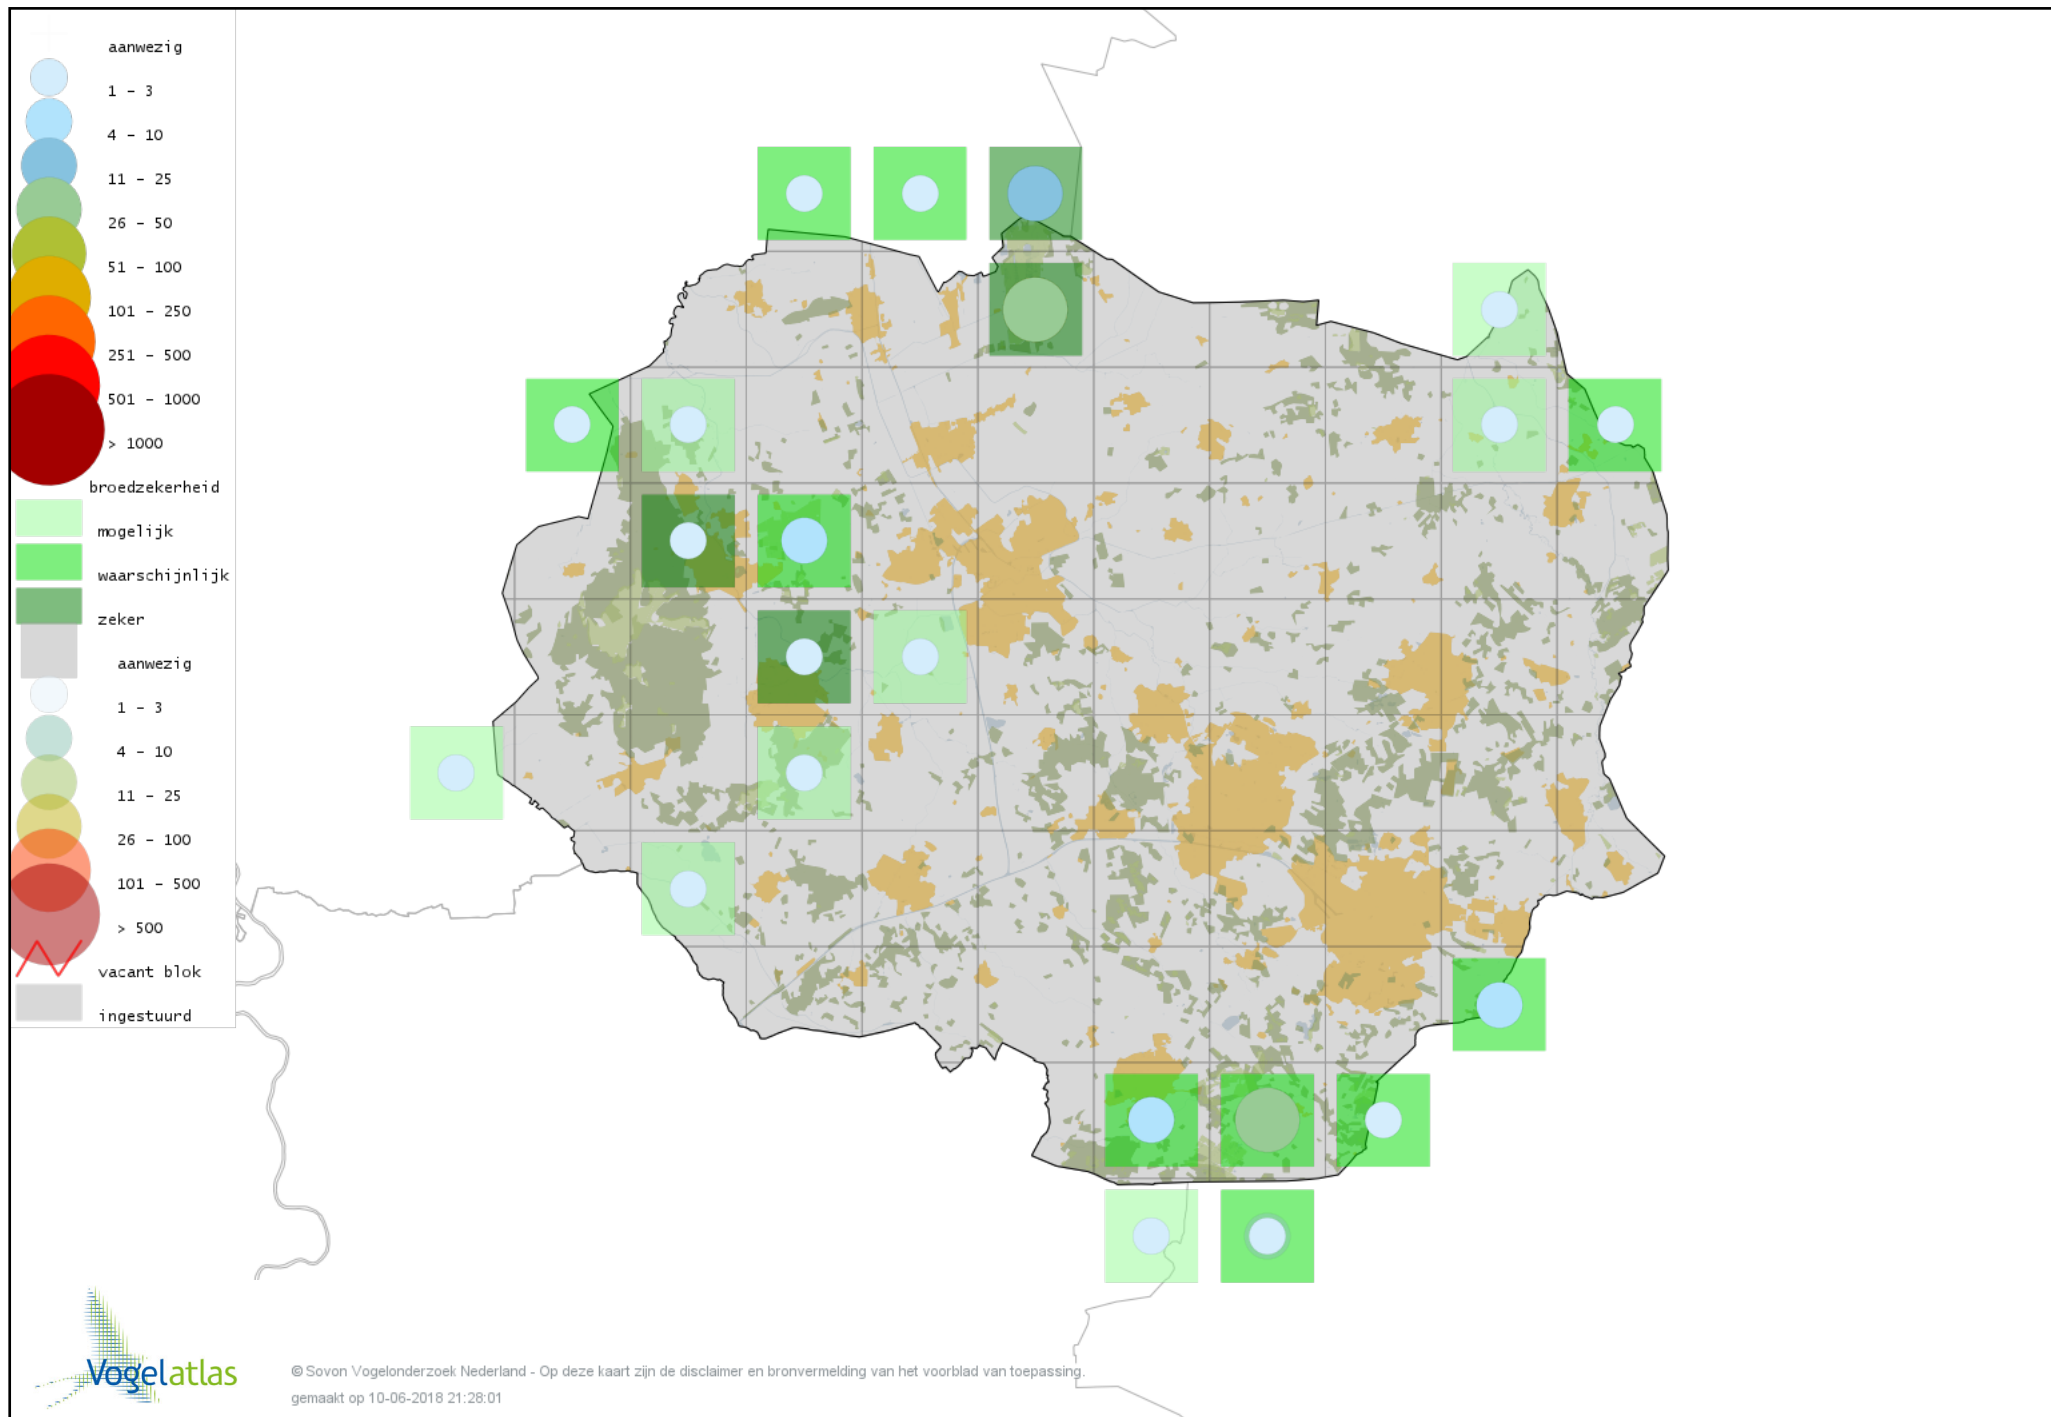 aanwezig
1 - 3
4 - 10
11 - 25
26 - 50
51 - 100
101 - 250
251 - 500
501 - 1000
> 1000
broedzekerheid
mogelijk
waarschijnlijk
zeker
aanwezig
1 - 3
4 - 10
11 - 25
26 - 100
101 - 500
> 500
vacant blok
ingestuurd
Vogelatlas
© Sovon Vogelonderzoek Nederland - Op deze kaart zijn de disclaimer en bronvermelding van het voorblad van toepassing.
gemaakt op 10-06-2018 21:28:01